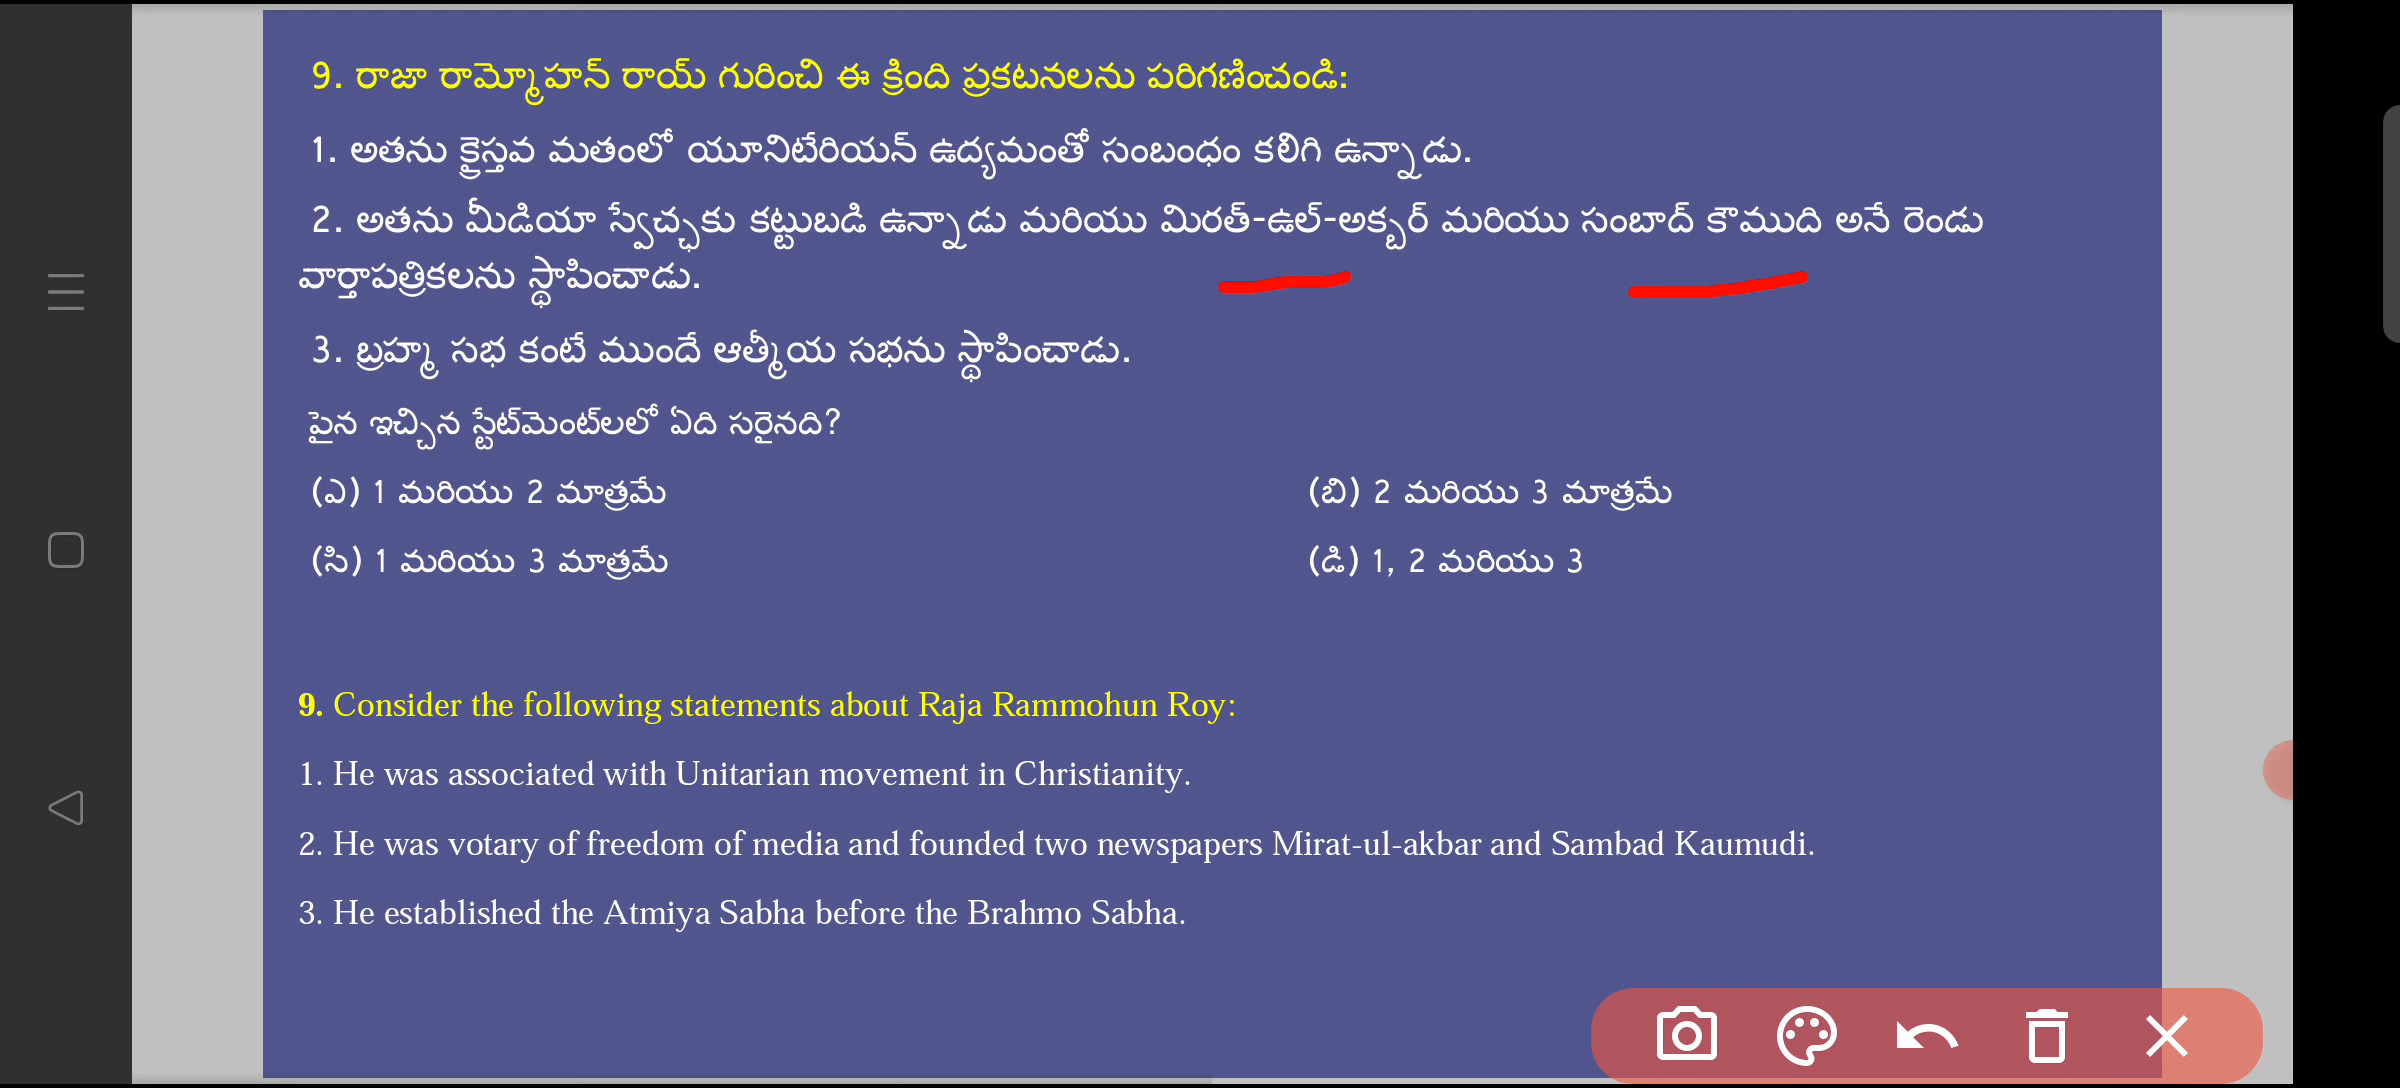 9. రాజా రామ్మోహన్ రాయ్ గురించి ఈ క్రింది ప్రకటనలను పరిగణించండి:
1. అతను క్రైస్తవ మతంలో యూనిటేరియన్ ఉద్యమంతో సంబంధం కలిగి ఉన్నాడు.
2. అతను మీడియా స్వేచ్ఛకు కట్టుబడి ఉన్నాడు మరియు మిరత్-ఉల్-అక్బర్ మరియు సంబాద్ కౌముది అనే రెండు
వార్తాపత్రికలను స్థాపించాడు.
3. బ్రహ్మ సభ కంటే ముందే ఆత్మీయ సభను స్థాపించాడు.
పైన ఇచ్చిన స్టేట్‌మెంట్‌లలో ఏది సరైనది?
(ఎ) 1 మరియు 2 మాత్రమే (బి) 2 మరియు 3 మాత్రమే
(సి) 1 మరియు 3 మాత్రమే (డి) 1, 2 మరియు 3
9. Consider the following statements about Raja Rammohun Roy:
1. He was associated with Unitarian movement in Christianity.
2. He was votary of freedom of media and founded two newspapers Mirat-ul-akbar and Sambad Kaumudi.
3. He established the Atmiya Sabha before the Brahmo Sabha.